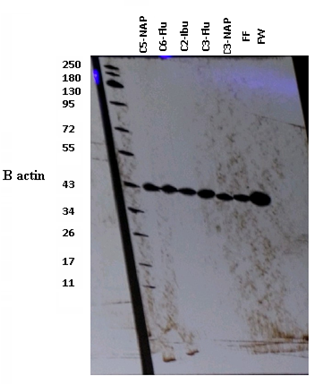 C5-NAP
C6-Flu
C2-Ibu
C3-Flu
C3-NAP
FF
FW
250
180
130
95
72
55
B actin
43
34
26
17
11